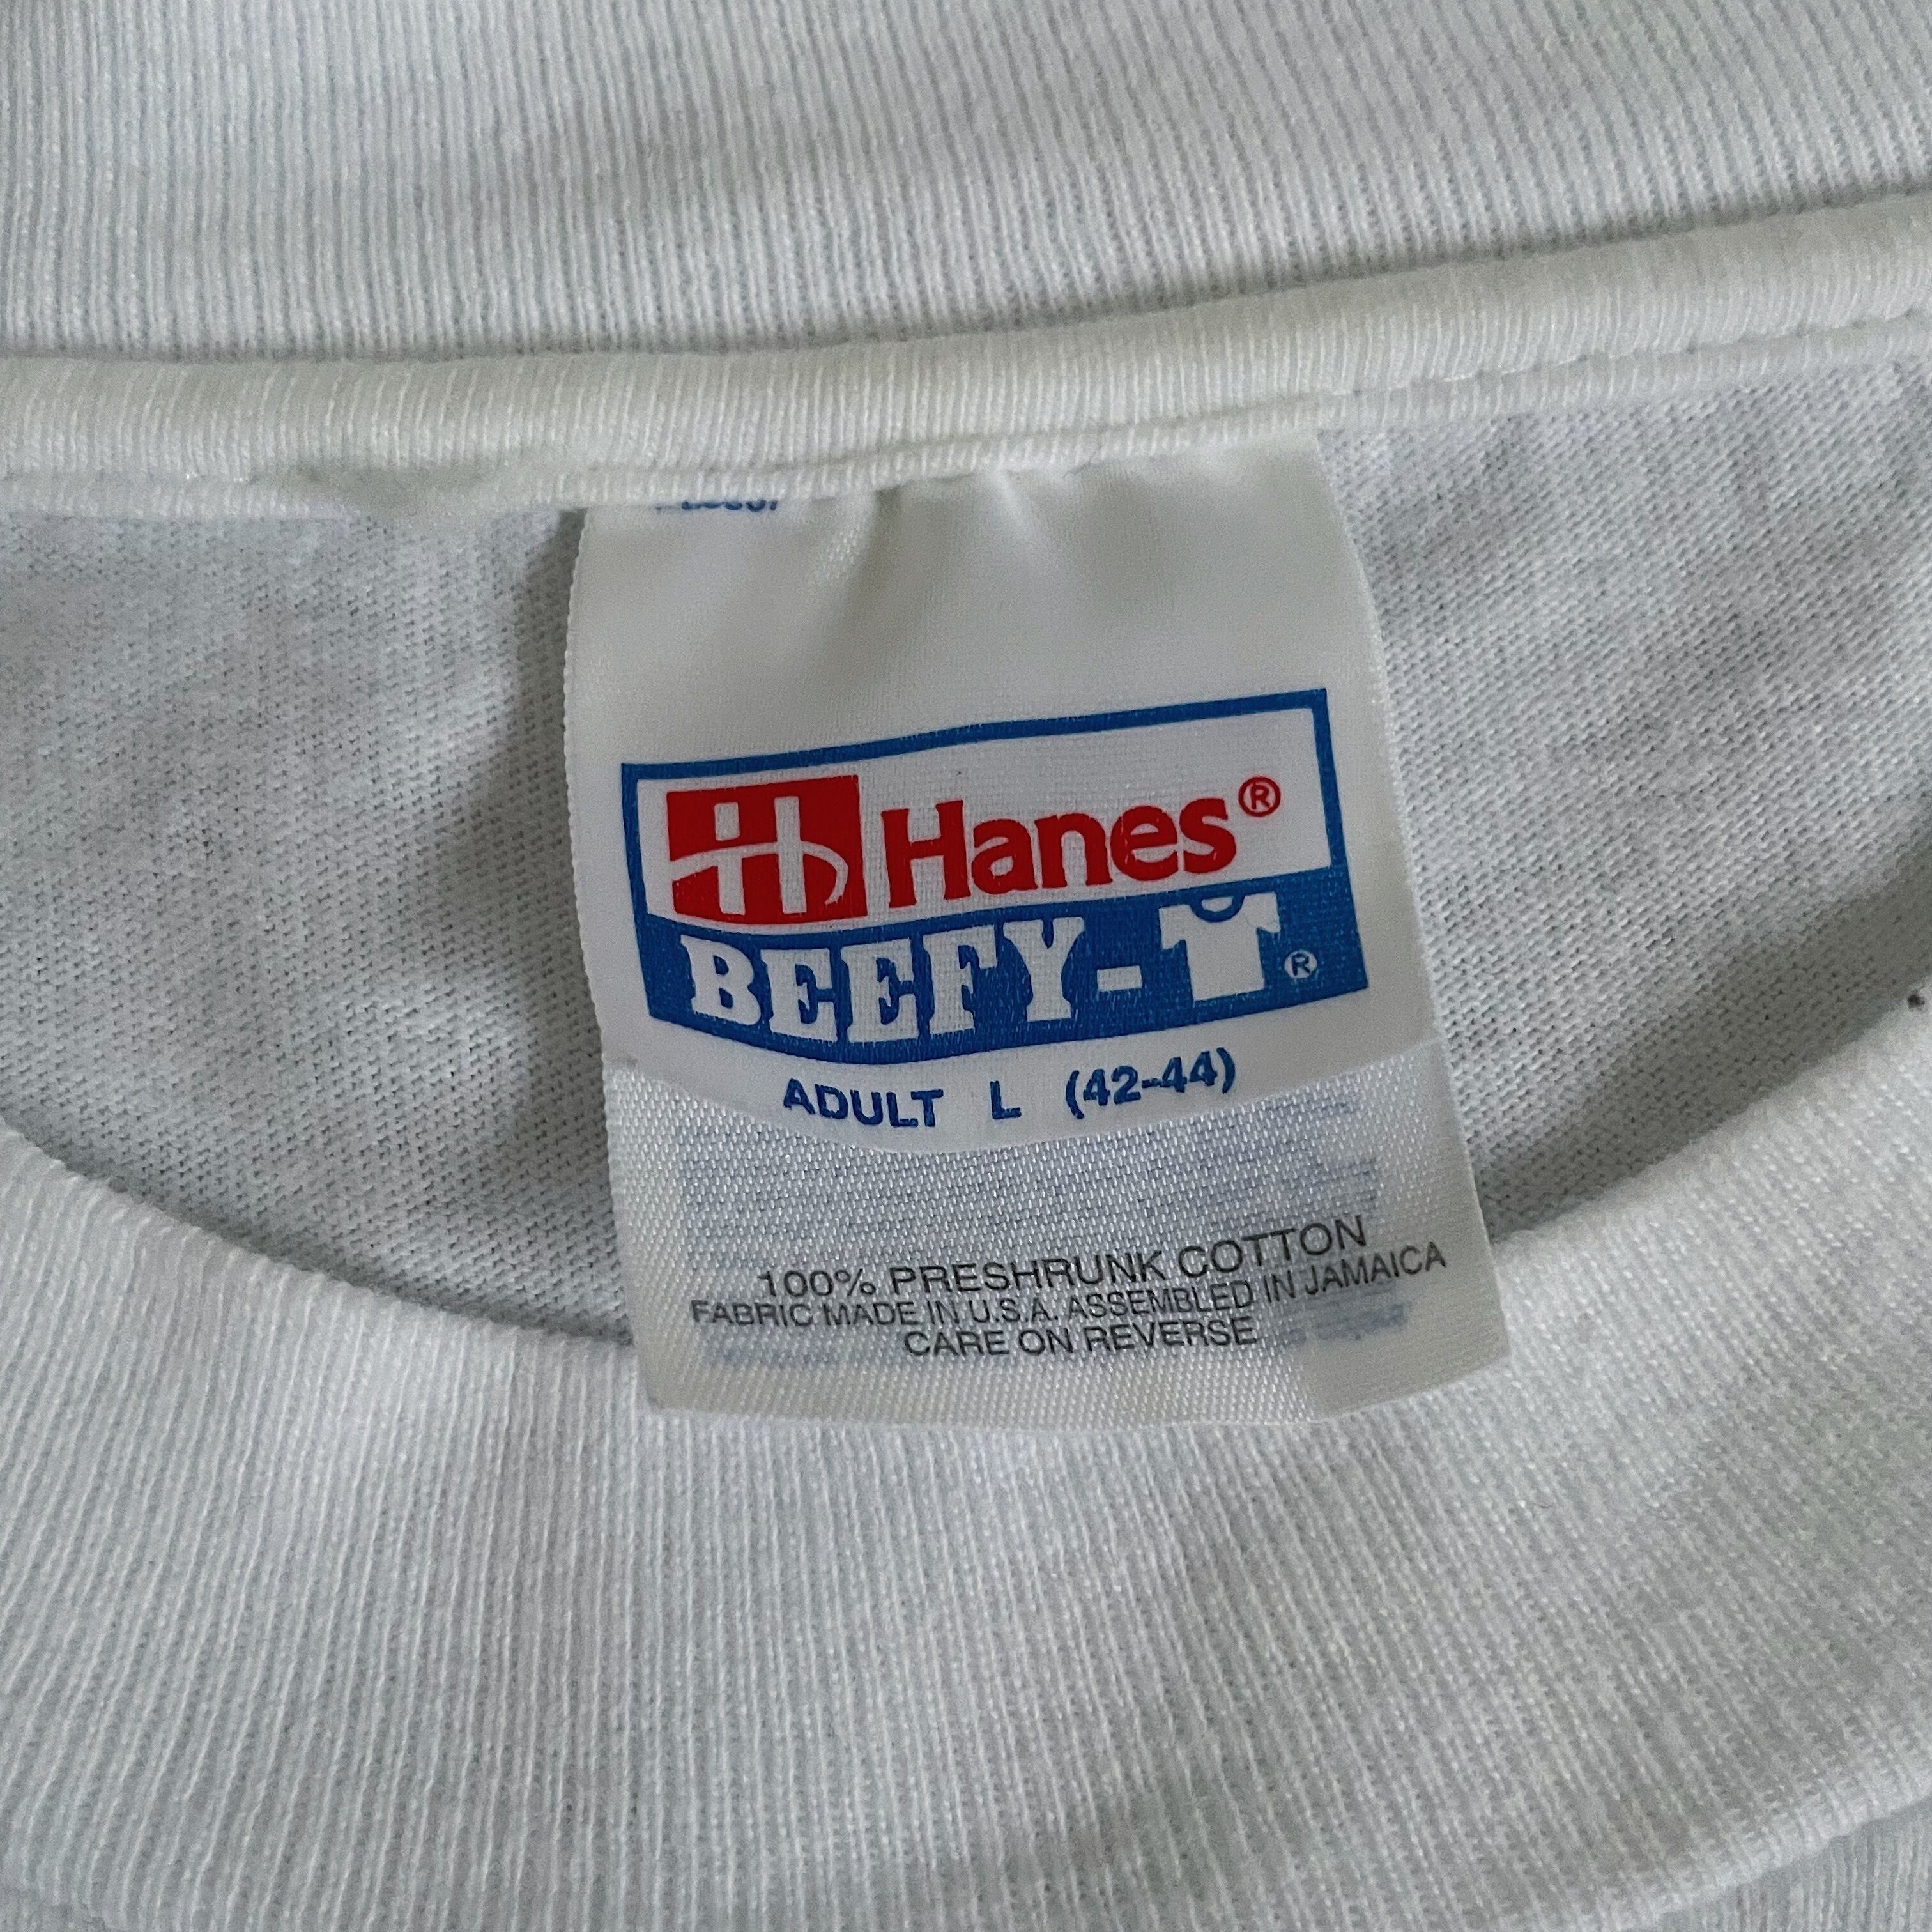 Hanes®
BEEFY-T®
ADULT L (42-44)
100% PRESHRUNK COTTON
FABRIC MADE IN U.S.A. ASSEMBLED IN JAMAICA
CARE ON REVERSE